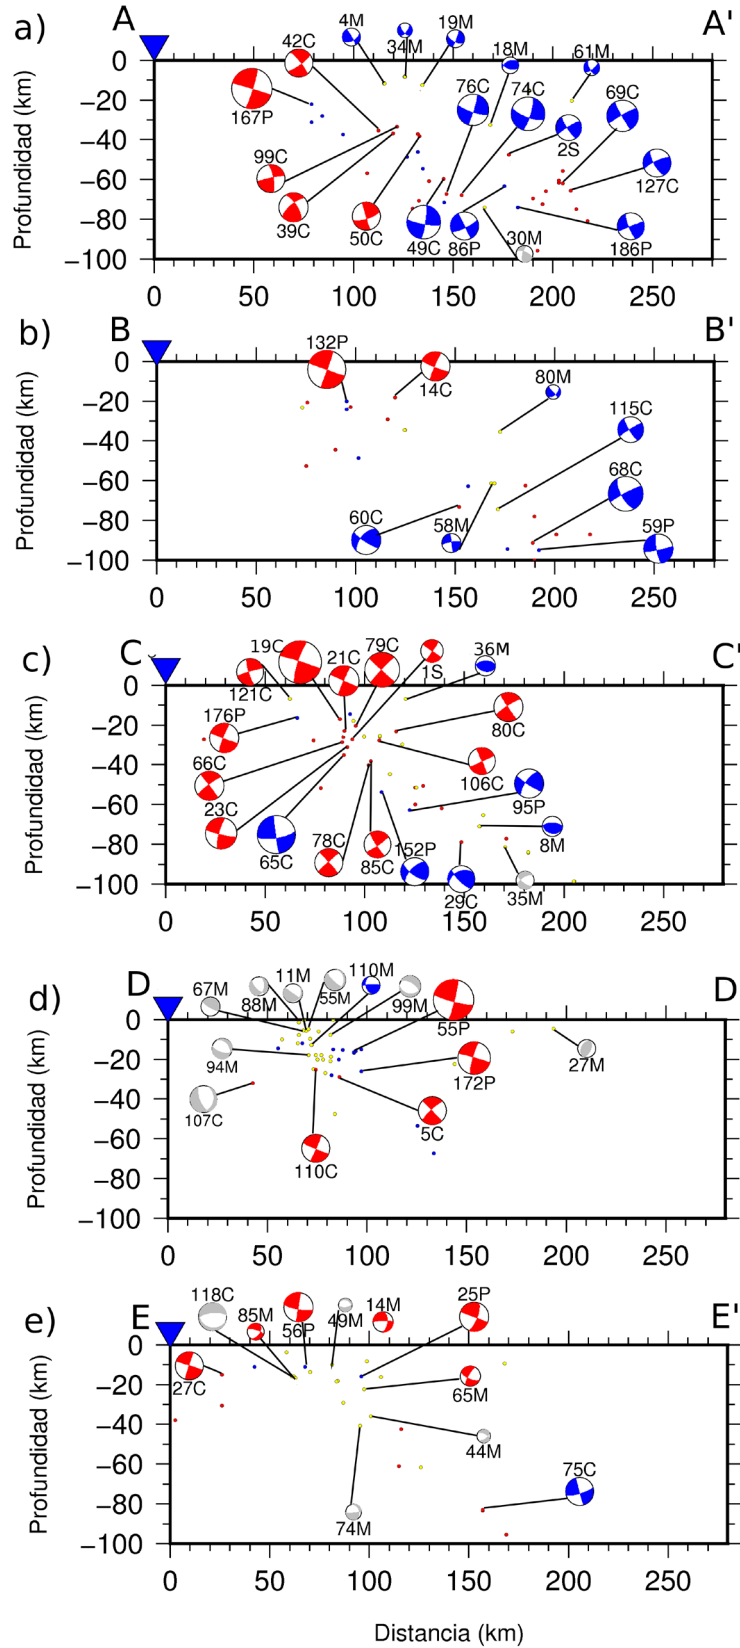 a)
A
A'
4M
19M
34M
42C
18M
61M
76C
74C
69C
167P
2S
99C
127C
39C
50C
49C
86P
30M
186P
Profundidad (km)
0
−20
−40
−60
−80
−100
0 50 100 150 200 250
b)
B
B'
132P
14C
80M
115C
68C
60C
58M
59P
Profundidad (km)
0
−20
−40
−60
−80
−100
0 50 100 150 200 250
c)
C
C'
19C
79C
21C
1S
36M
121C
176P
80C
66C
106C
23C
95P
65C
78C
85C
152P
8M
29C
35M
Profundidad (km)
0
−20
−40
−60
−80
−100
0 50 100 150 200 250
d)
D
D'
67M
11M
110M
88M
55M
99M
55P
94M
172P
27M
107C
5C
110C
Profundidad (km)
0
−20
−40
−60
−80
−100
0 50 100 150 200 250
e)
E
E'
118C
85M
56P
49M
14M
25P
27C
65M
44M
75C
74M
Profundidad (km)
0
−20
−40
−60
−80
−100
0 50 100 150 200 250
Distancia (km)